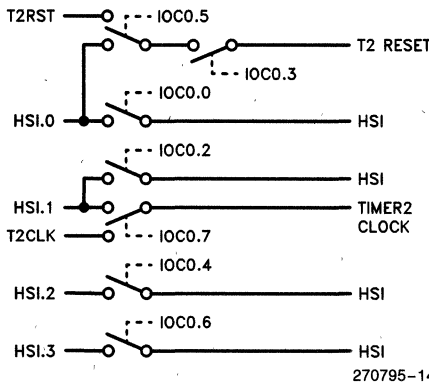 T2RST
IOC0.5
T2 RESET
IOC0.3
IOC0.0
HSI.0
HSI
IOC0.2
HSI
HSI.1
TIMER2
CLOCK
T2CLK
IOC0.7
IOC0.4
HSI.2
HSI
IOC0.6
HSI.3
HSI
270795-14